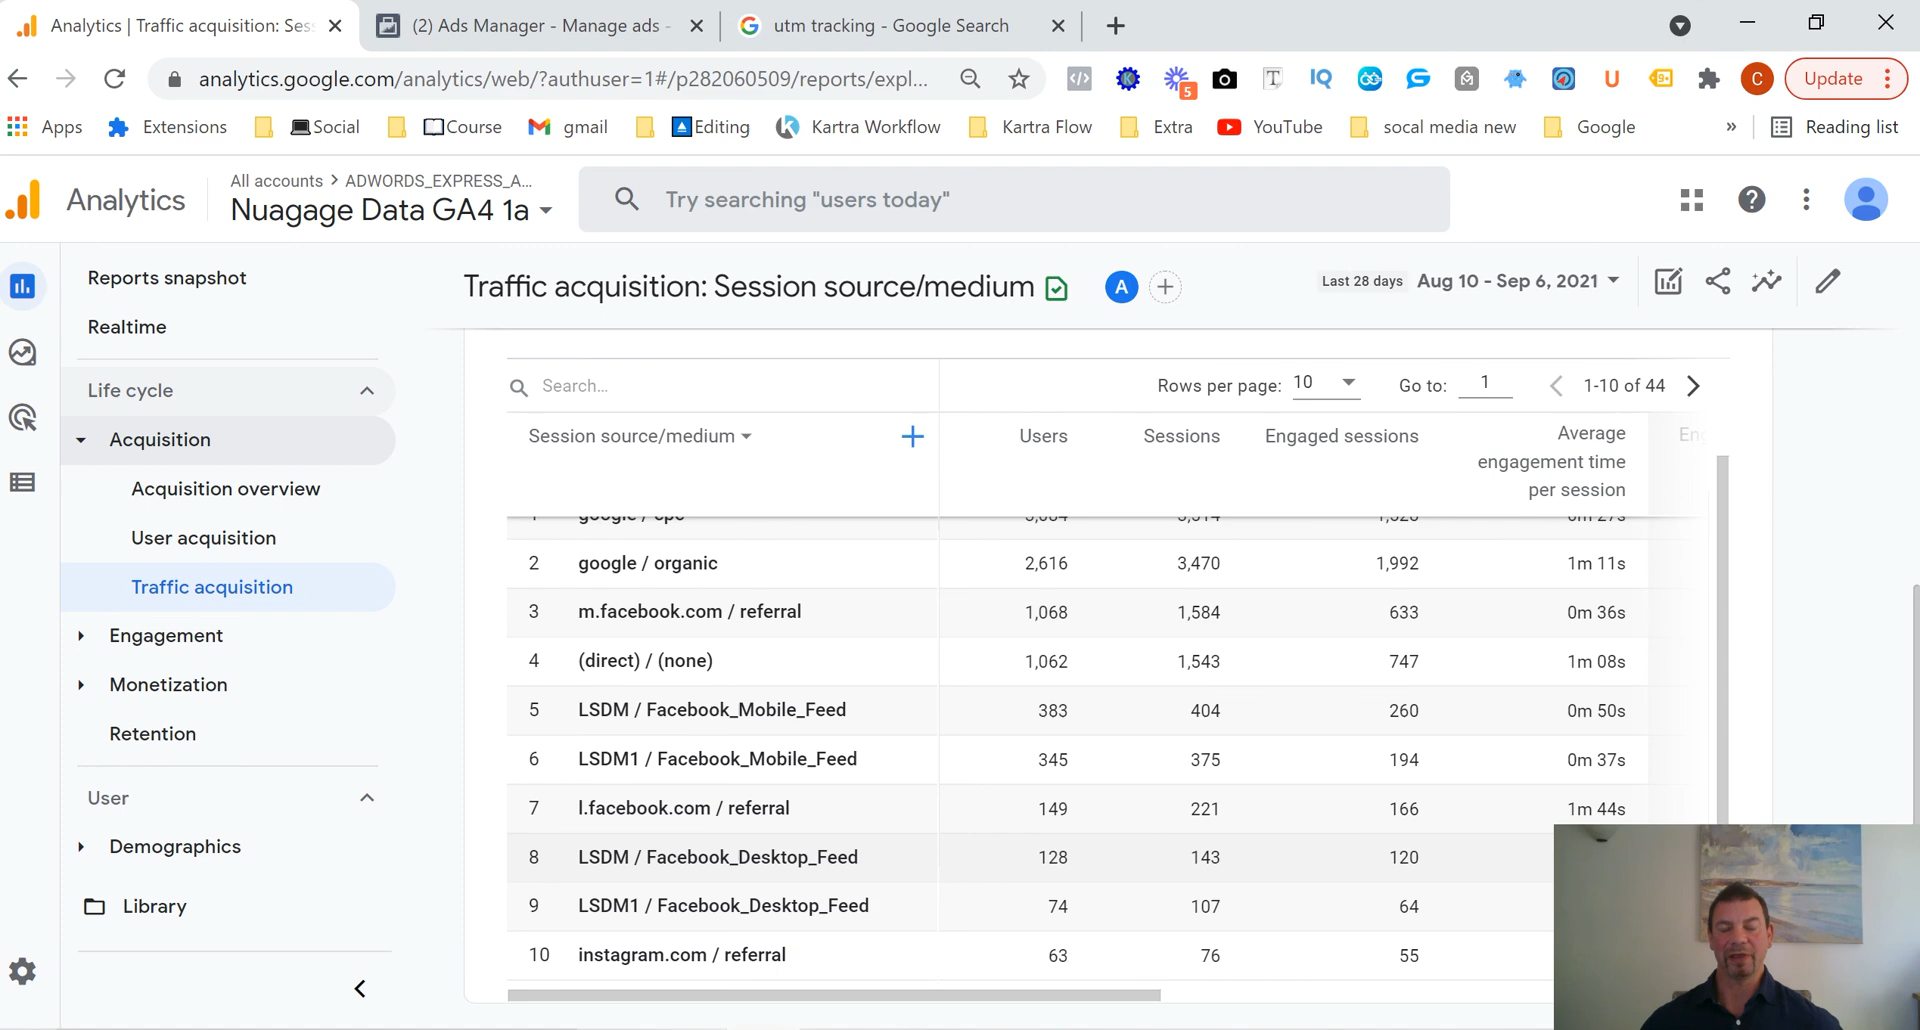 Analytics | Traffic acquisition: Ses
(2) Ads Manager - Manage ads -
utm tracking - Google Search
analytics.google.com/analytics/web/?authuser=1#/p282060509/reports/expl...
IQ
5
U
C
Update
Apps
Extensions
Social
Course
gmail
Editing
Kartra Workflow
Kartra Flow
Extra
YouTube
socal media new
Google
»
Reading list
Analytics
All accounts > ADWORDS_EXPRESS_A...
Nuagage Data GA4 1a
Try searching "users today"
Reports snapshot
Realtime
Life cycle
Acquisition
Acquisition overview
User acquisition
Traffic acquisition
Engagement
Monetization
Retention
User
Demographics
Library
Traffic acquisition: Session source/medium
A
Last 28 days Aug 10 - Sep 6, 2021
Search...
Rows per page: 10 Go to: 1 1-10 of 44
Session source/medium Users Sessions Engaged sessions Average engagement time per session
2 google / organic 2,616 3,470 1,992 1m 11s
3 m.facebook.com / referral 1,068 1,584 633 0m 36s
4 (direct) / (none) 1,062 1,543 747 1m 08s
5 LSDM / Facebook_Mobile_Feed 383 404 260 0m 50s
6 LSDM1 / Facebook_Mobile_Feed 345 375 194 0m 37s
7 l.facebook.com / referral 149 221 166 1m 44s
8 LSDM / Facebook_Desktop_Feed 128 143 120
9 LSDM1 / Facebook_Desktop_Feed 74 107 64
10 instagram.com / referral 63 76 55